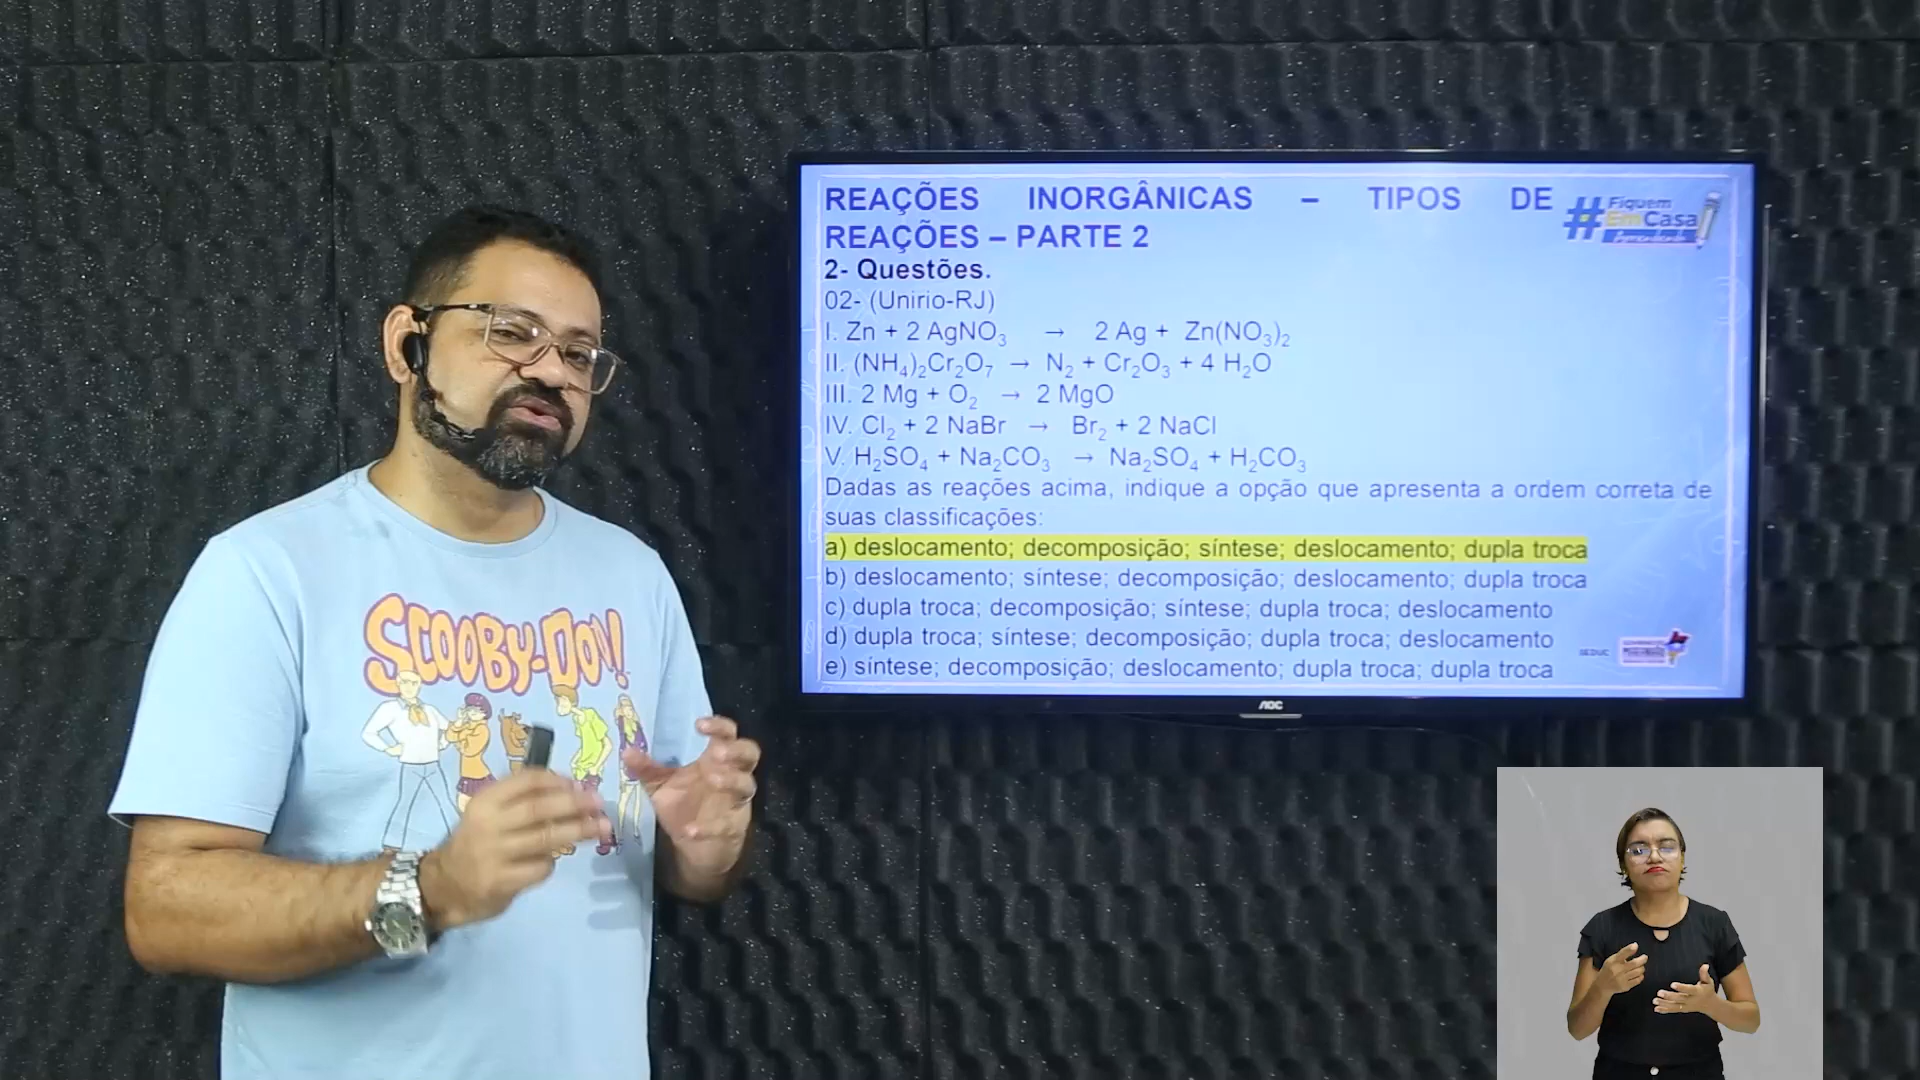 REAÇÕES INORGÂNICAS – TIPOS DE
REAÇÕES – PARTE 2
#Fiquem
EmCasa
2- Questões.
02- (Unirio-RJ)
I. Zn + 2 AgNO₃ → 2 Ag + Zn(NO₃)₂
II. (NH₄)₂Cr₂O₇ → N₂ + Cr₂O₃ + 4 H₂O
III. 2 Mg + O₂ → 2 MgO
IV. Cl₂ + 2 NaBr → Br₂ + 2 NaCl
V. H₂SO₄ + Na₂CO₃ → Na₂SO₄ + H₂CO₃
Dadas as reações acima, indique a opção que apresenta a ordem correta de
suas classificações:
a) deslocamento; decomposição; síntese; deslocamento; dupla troca
b) deslocamento; síntese; decomposição; deslocamento; dupla troca
c) dupla troca; decomposição; síntese; dupla troca; deslocamento
d) dupla troca; síntese; decomposição; dupla troca; deslocamento
e) síntese; decomposição; deslocamento; dupla troca; dupla troca
SEDUC
AOC
SCOOBY-DOO!